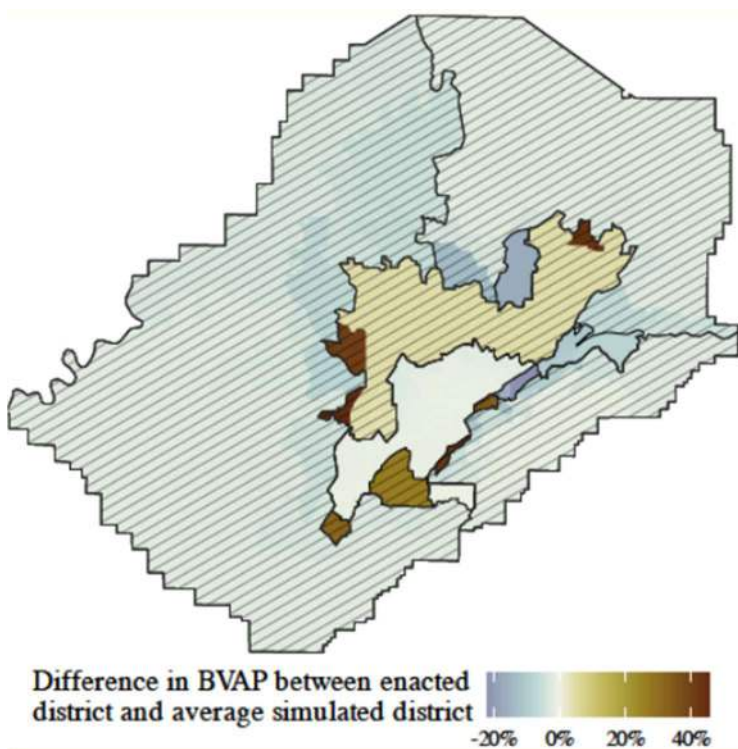 Difference in BVAP between enacted
district and average simulated district
-20% 0% 20% 40%